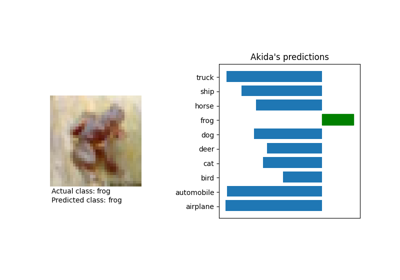 Akida's predictions
truck
ship
horse
frog
dog
deer
cat
bird
automobile
airplane
Actual class: frog
Predicted class: frog